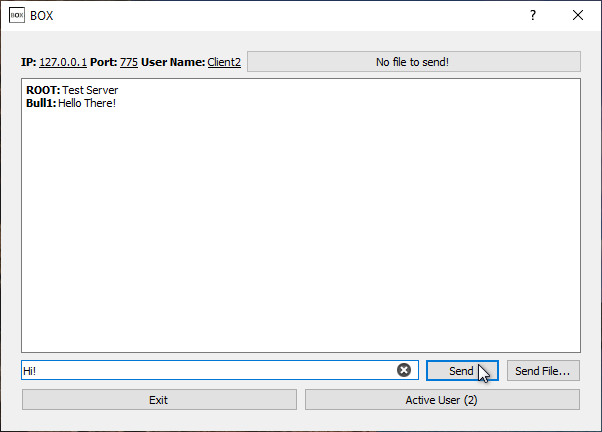 BOX BOX
IP: 127.0.0.1 Port: 775 User Name: Client2 No file to send!
ROOT: Test Server
Bull1: Hello There!
Hi! Send Send File...
Exit Active User (2)